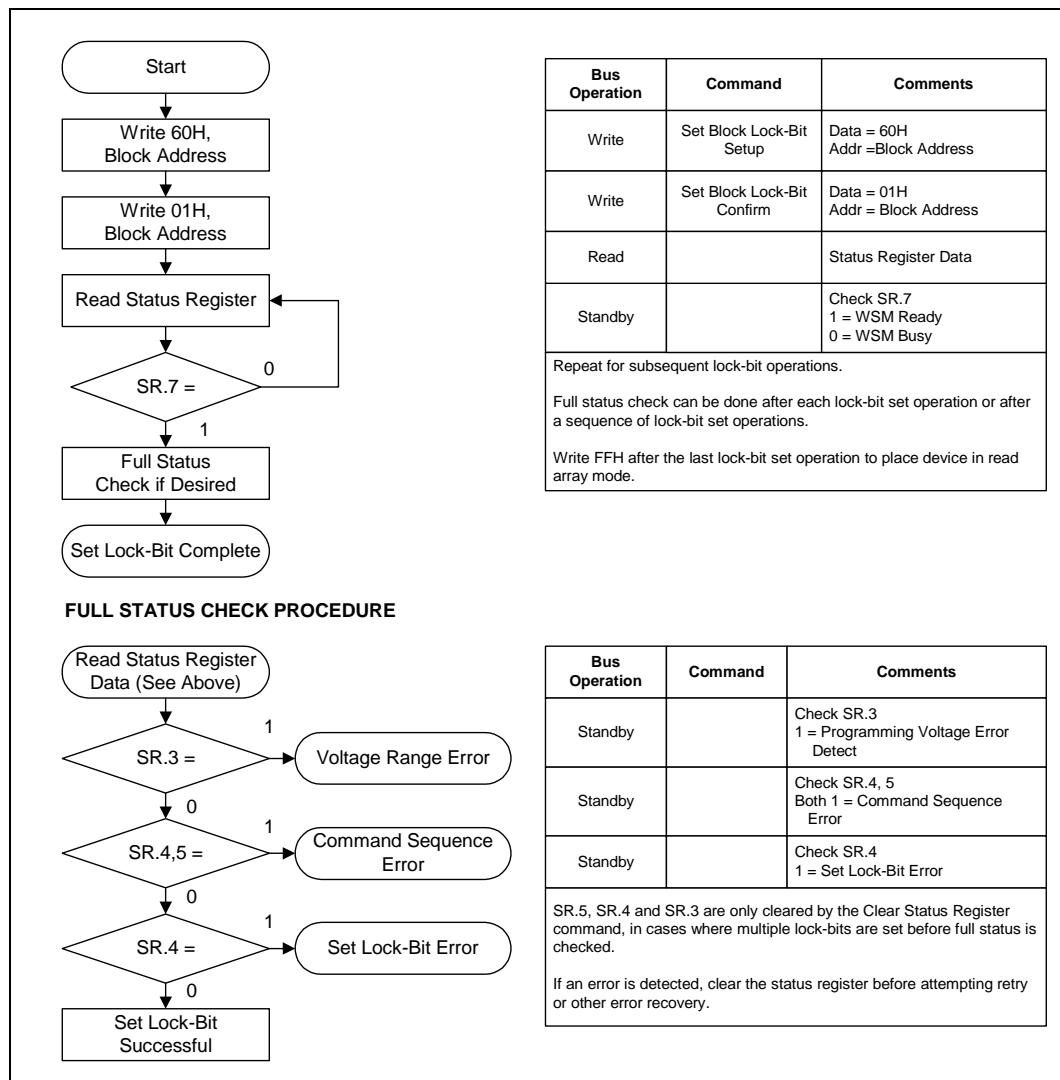 Start
Write 60H,
Block Address
Write 01H,
Block Address
Read Status Register
0
SR.7 =
1
Full Status
Check if Desired
Set Lock-Bit Complete
Bus
Operation
Command
Comments
Write
Set Block Lock-Bit
Setup
Data = 60H
Addr =Block Address
Write
Set Block Lock-Bit
Confirm
Data = 01H
Addr = Block Address
Read
Status Register Data
Standby
Check SR.7
1 = WSM Ready
0 = WSM Busy
Repeat for subsequent lock-bit operations.
Full status check can be done after each lock-bit set operation or after
a sequence of lock-bit set operations.
Write FFH after the last lock-bit set operation to place device in read
array mode.
FULL STATUS CHECK PROCEDURE
Read Status Register
Data (See Above)
1
SR.3 =
Voltage Range Error
0
1
SR.4,5 =
Command Sequence
Error
0
1
SR.4 =
Set Lock-Bit Error
0
Set Lock-Bit
Successful
Bus
Operation
Command
Comments
Standby
Check SR.3
1 = Programming Voltage Error
Detect
Standby
Check SR.4, 5
Both 1 = Command Sequence
Error
Standby
Check SR.4
1 = Set Lock-Bit Error
SR.5, SR.4 and SR.3 are only cleared by the Clear Status Register
command, in cases where multiple lock-bits are set before full status is
checked.
If an error is detected, clear the status register before attempting retry
or other error recovery.